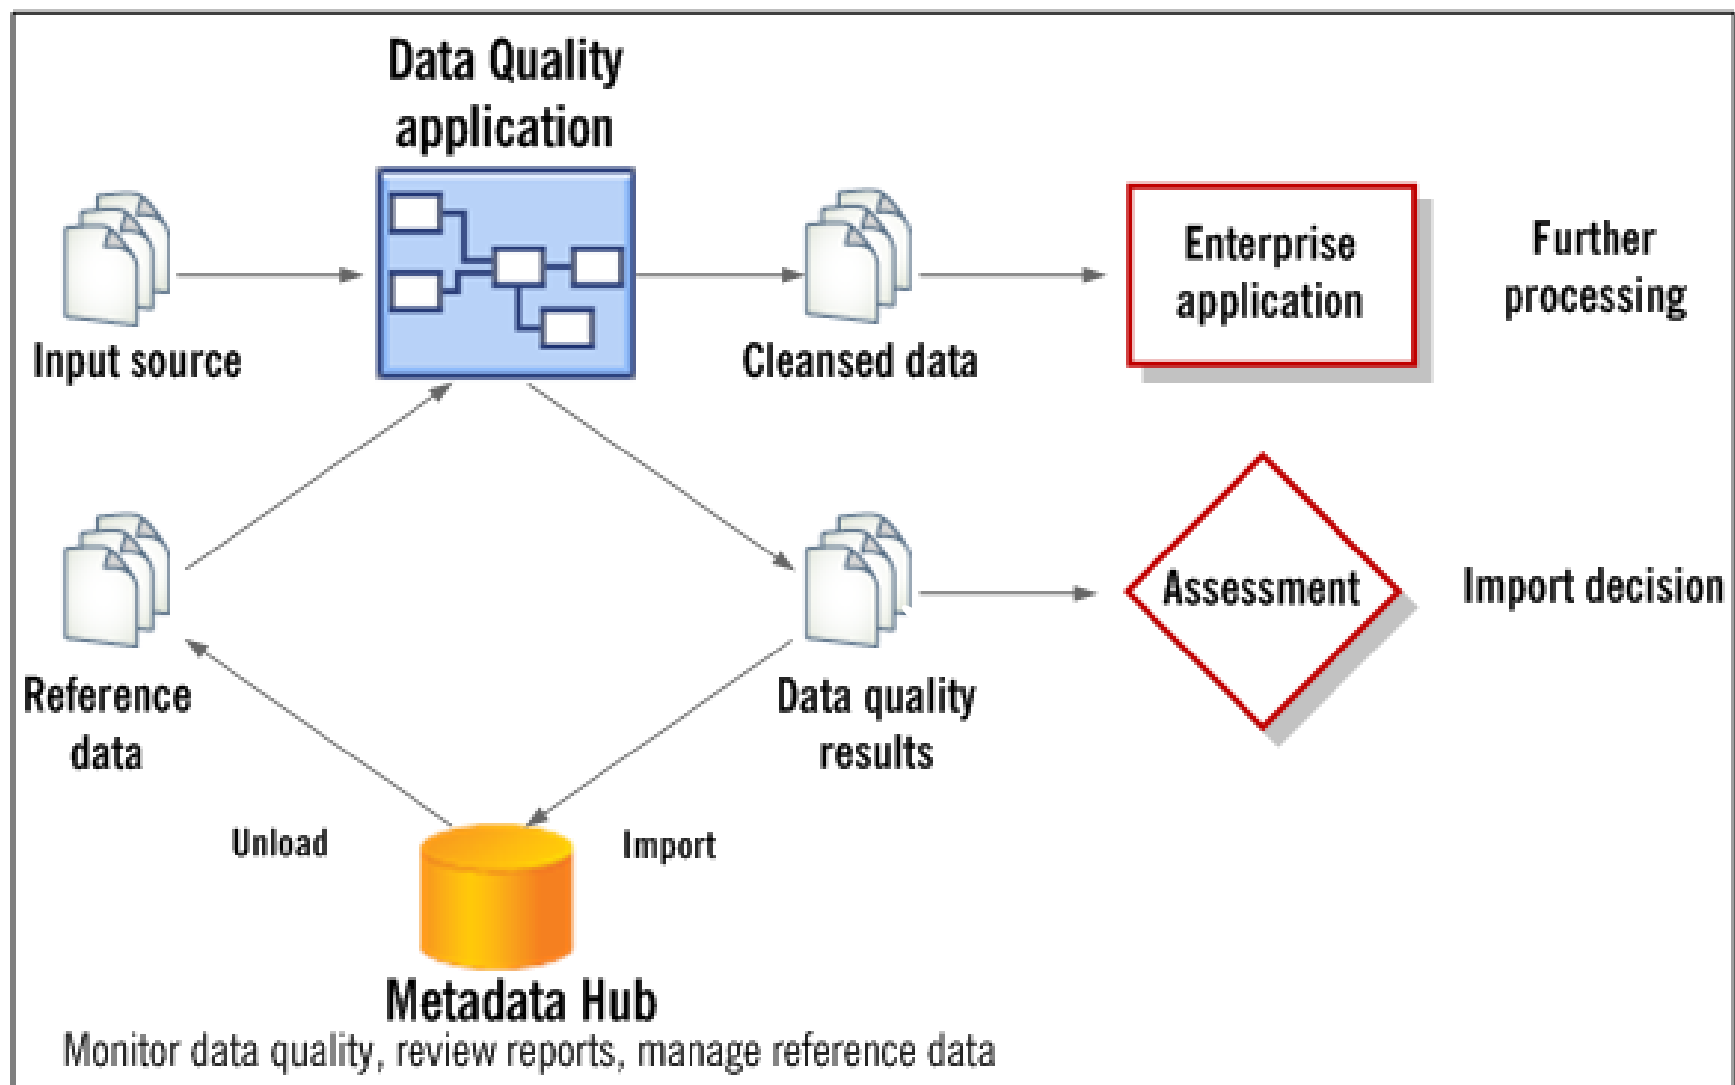 Data Quality
application
Input source
Cleansed data
Enterprise
application
Further
processing
Reference
data
Data quality
results
Assessment
Import decision
Unload
Import
Metadata Hub
Monitor data quality, review reports, manage reference data